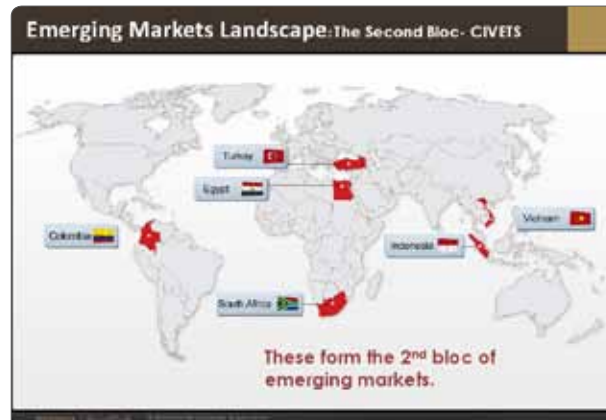 Emerging Markets Landscape: The Second Bloc- CIVETS
Turkey
Egypt
Colombia
Vietnam
Indonesia
South Africa
These form the 2nd bloc of
emerging markets.